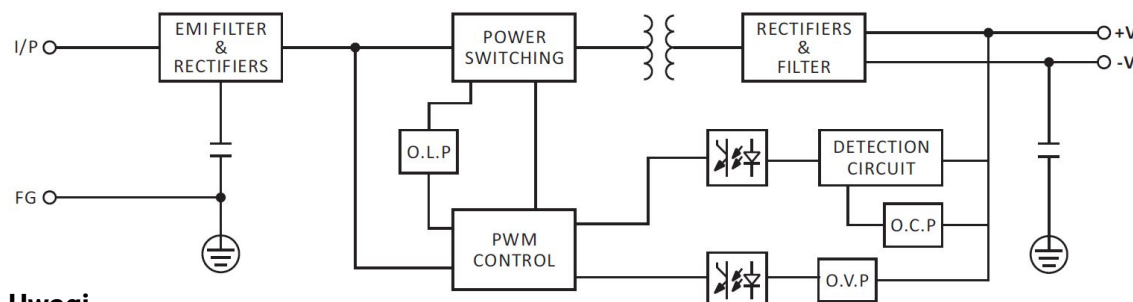 I/P
EMI FILTER
&
RECTIFIERS
POWER
SWITCHING
RECTIFIERS
&
FILTER
+V
-V
O.L.P
DETECTION
CIRCUIT
FG
PWM
CONTROL
O.C.P
O.V.P
Uwagi